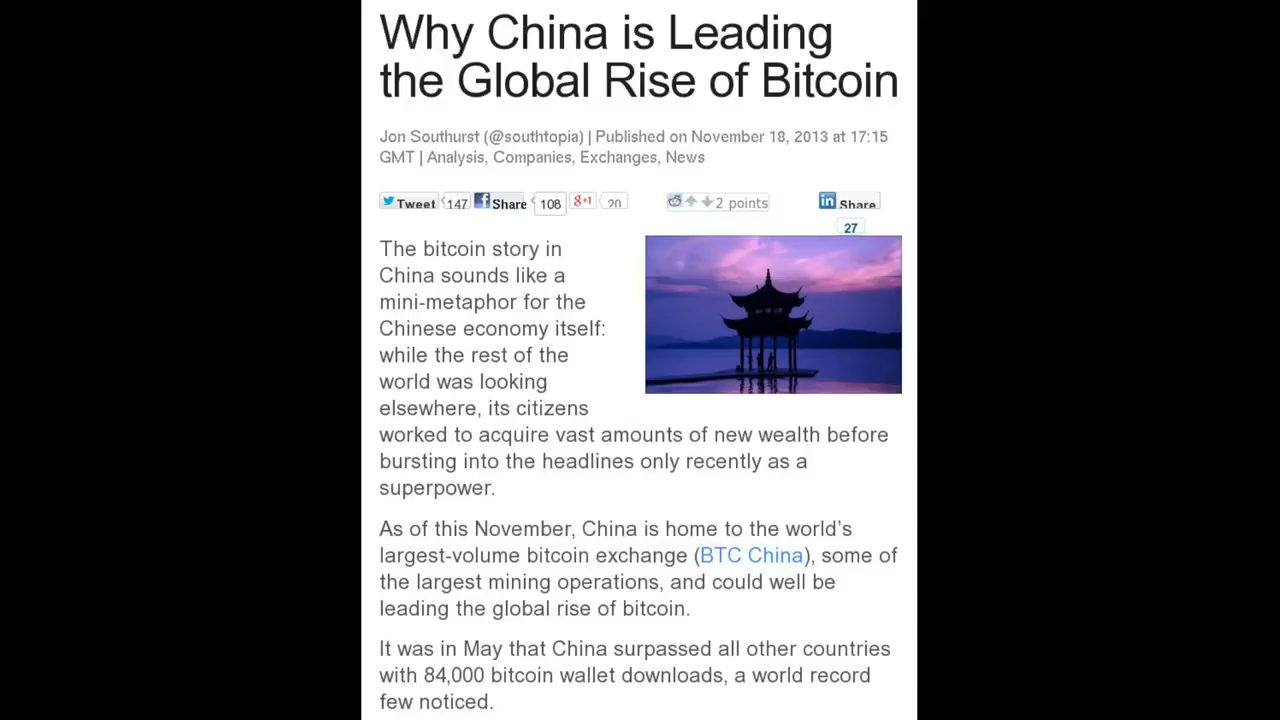 Why China is Leading
the Global Rise of Bitcoin
Jon Southurst (@southtopia) | Published on November 18, 2013 at 17:15
GMT | Analysis, Companies, Exchanges, News
Tweet 147 Share 108 g+1 20 2 points in Share
27
The bitcoin story in
China sounds like a
mini-metaphor for the
Chinese economy itself:
while the rest of the
world was looking
elsewhere, its citizens
worked to acquire vast amounts of new wealth before
bursting into the headlines only recently as a
superpower.
As of this November, China is home to the world’s
largest-volume bitcoin exchange (BTC China), some of
the largest mining operations, and could well be
leading the global rise of bitcoin.
It was in May that China surpassed all other countries
with 84,000 bitcoin wallet downloads, a world record
few noticed.